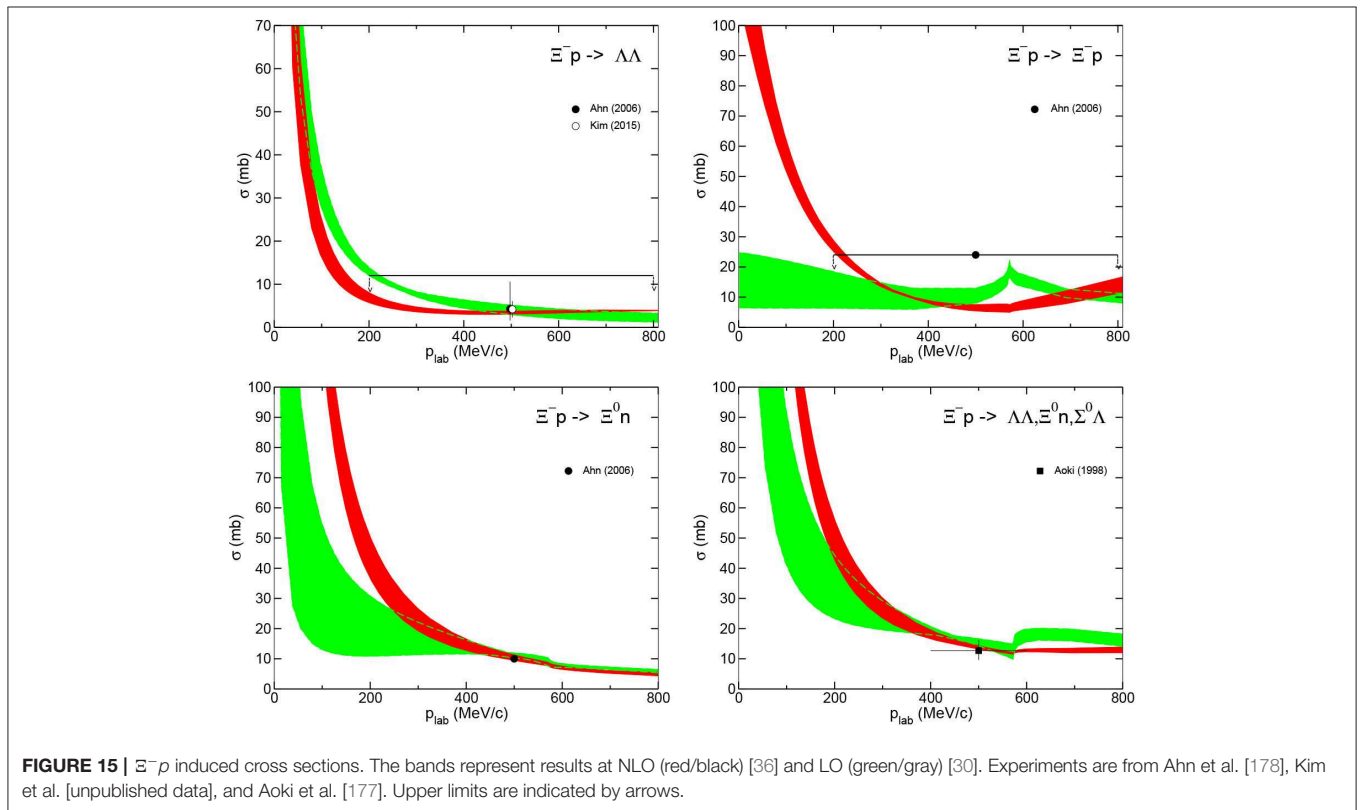 70
60
50
40
30
20
10
0
σ (mb)
0 200 400 600 800
p_lab (MeV/c)
Ξ⁻p -> ΛΛ
Ahn (2006)
Kim (2015)
100
90
80
70
60
50
40
30
20
10
0
σ (mb)
0 200 400 600 800
p_lab (MeV/c)
Ξ⁻p -> Ξ⁻p
Ahn (2006)
100
90
80
70
60
50
40
30
20
10
0
σ (mb)
0 200 400 600 800
p_lab (MeV/c)
Ξ⁻p -> Ξ⁰n
Ahn (2006)
100
90
80
70
60
50
40
30
20
10
0
σ (mb)
0 200 400 600 800
p_lab (MeV/c)
Ξ⁻p -> ΛΛ,Ξ⁰n,Σ⁰Λ
Aoki (1998)
FIGURE 15 | Ξ⁻p induced cross sections. The bands represent results at NLO (red/black) [36] and LO (green/gray) [30]. Experiments are from Ahn et al. [178], Kim
et al. [unpublished data], and Aoki et al. [177]. Upper limits are indicated by arrows.